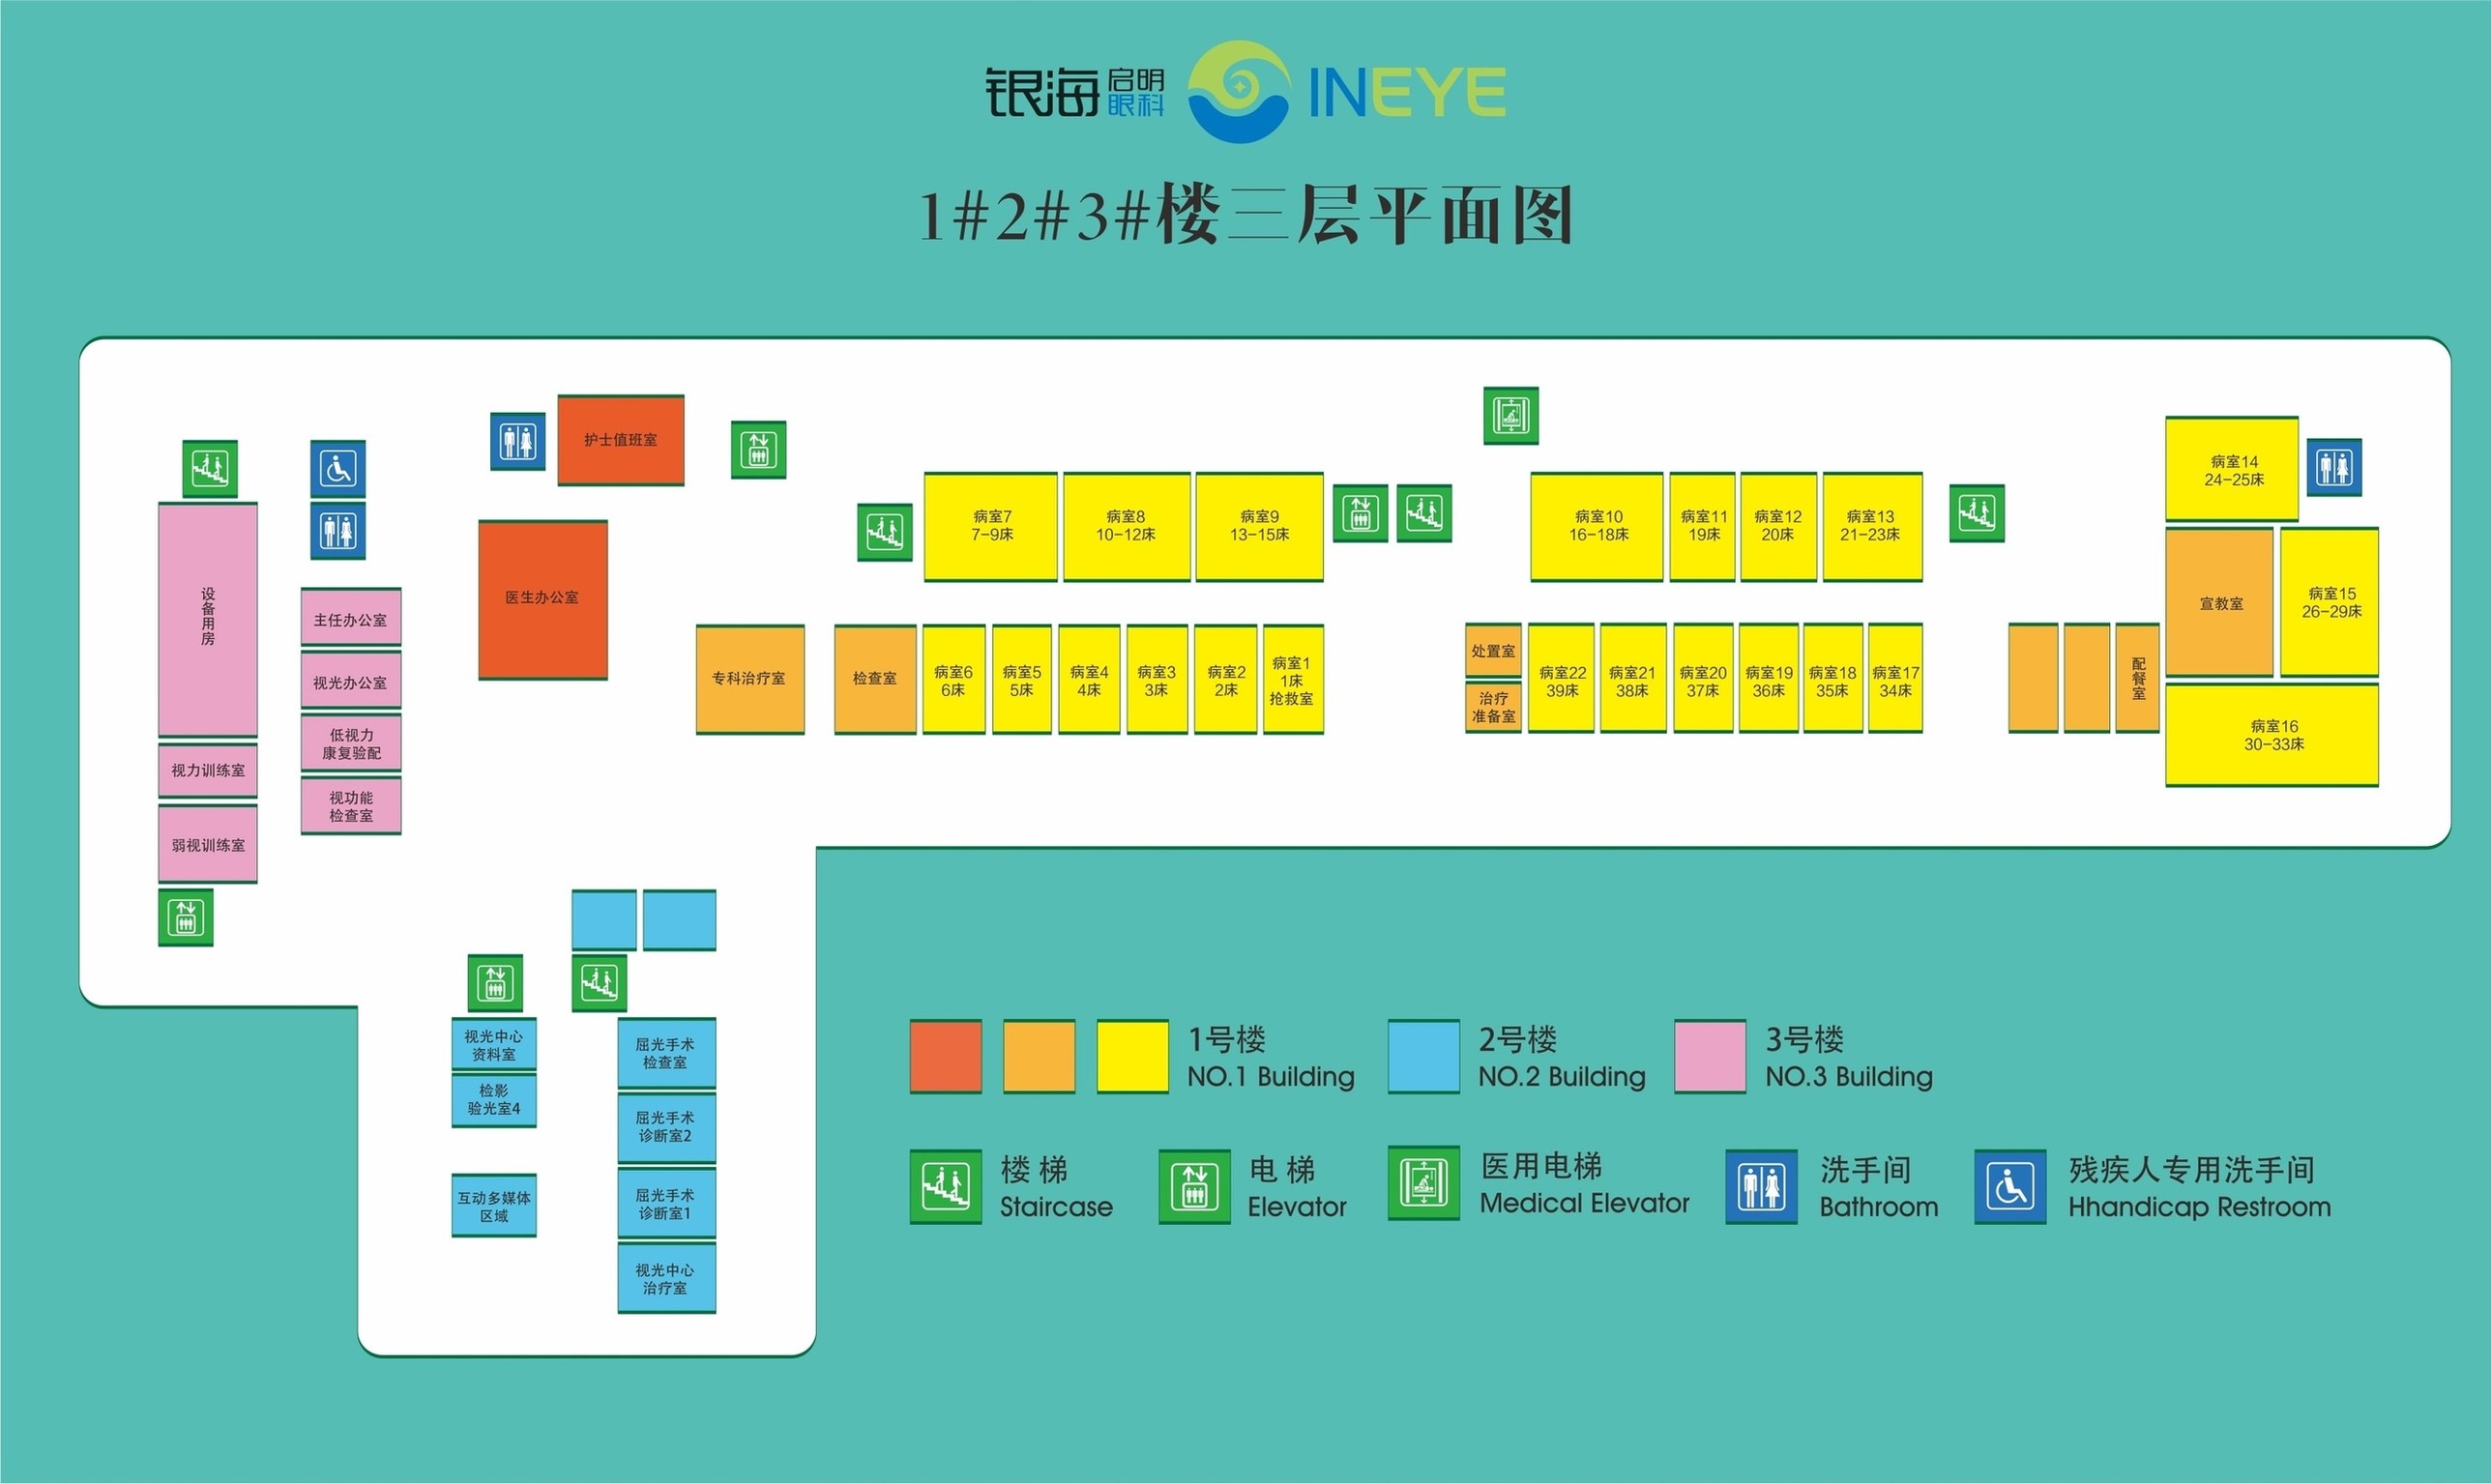 银海 启明
眼科
INEYE
1#2#3#楼三层平面图
护士值班室
医生办公室
设
备
用
房
视力训练室
弱视训练室
主任办公室
视光办公室
低视力
康复验配
视功能
检查室
专科治疗室
检查室
病室7
7-9床
病室8
10-12床
病室9
13-15床
病室6
6床
病室5
5床
病室4
4床
病室3
3床
病室2
2床
病室1
1床
抢救室
病室10
16-18床
病室11
19床
病室12
20床
病室13
21-23床
处置室
治疗
准备室
病室22
39床
病室21
38床
病室20
37床
病室19
36床
病室18
35床
病室17
34床
配
餐
室
病室14
24-25床
宣教室
病室15
26-29床
病室16
30-33床
视光中心
资料室
检影
验光室4
互动多媒体
区域
屈光手术
检查室
屈光手术
诊断室2
屈光手术
诊断室1
视光中心
治疗室
1号楼
NO.1 Building
2号楼
NO.2 Building
3号楼
NO.3 Building
楼 梯
Staircase
电 梯
Elevator
医用电梯
Medical Elevator
洗手间
Bathroom
残疾人专用洗手间
Hhandicap Restroom